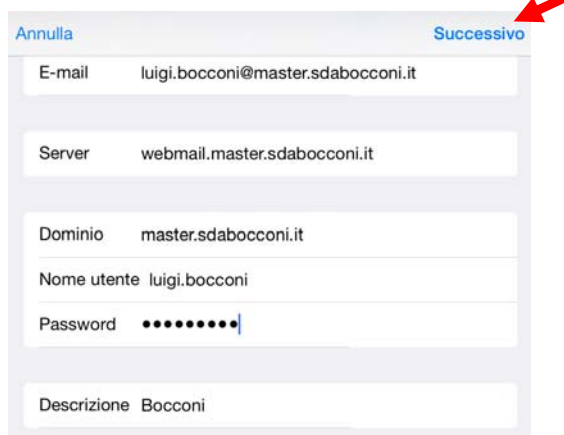 Annulla Successivo
E-mail luigi.bocconi@master.sdabocconi.it
Server webmail.master.sdabocconi.it
Dominio master.sdabocconi.it
Nome utente luigi.bocconi
Password •••••••••
Descrizione Bocconi